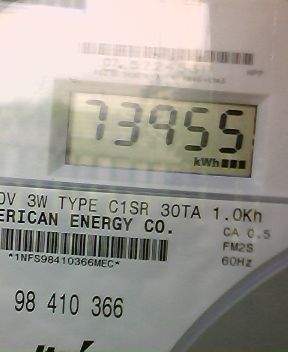 73955
kWh
0V 3W TYPE C1SR 30TA 1.0Kh
ERICAN ENERGY CO.
CA 0.5
FM2S
60Hz
*1NFS98410366MEC*
98 410 366